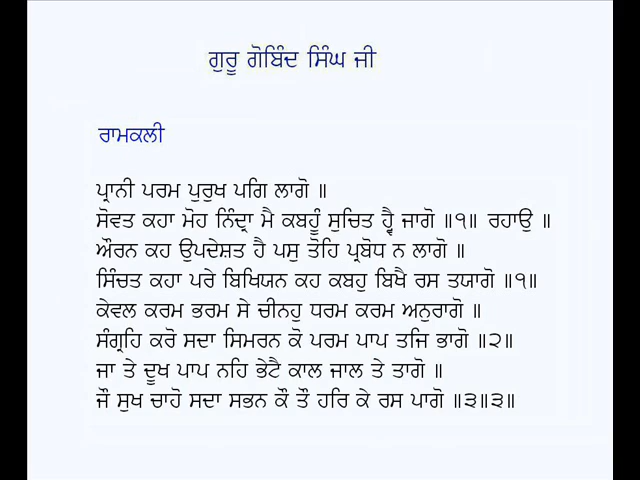 ਗੁਰੂ ਗੋਬਿੰਦ ਸਿੰਘ ਜੀ
ਰਾਮਕਲੀ
ਪ੍ਰਾਨੀ ਪਰਮ ਪੁਰਖ ਪਗਿ ਲਾਗੋ ॥
ਸੋਵਤ ਕਹਾ ਮੋਹ ਨਿੰਦ੍ਰਾ ਮੈ ਕਬਹੂੰ ਸੁਚਿਤ ਹ੍ਵੈ ਜਾਗੋ ॥੧॥ ਰਹਾਉ ॥
ਔਰਨ ਕਹ ਉਪਦੇਸ਼ਤ ਹੈ ਪਸੁ ਤੋਹਿ ਪ੍ਰਬੋਧ ਨ ਲਾਗੋ ॥
ਸਿੰਚਤ ਕਹਾ ਪਰੇ ਬਿਖਿਯਨ ਕਹ ਕਬਹੁ ਬਿਖੈ ਰਸ ਤਯਾਗੋ ॥੧॥
ਕੇਵਲ ਕਰਮ ਭਰਮ ਸੇ ਚੀਨਹੁ ਧਰਮ ਕਰਮ ਅਨੁਰਾਗੋ ॥
ਸੰਗ੍ਰਹਿ ਕਰੋ ਸਦਾ ਸਿਮਰਨ ਕੋ ਪਰਮ ਪਾਪ ਤਜਿ ਭਾਗੋ ॥੨॥
ਜਾ ਤੇ ਦੂਖ ਪਾਪ ਨਹਿ ਭੇਟੈ ਕਾਲ ਜਾਲ ਤੇ ਤਾਗੋ ॥
ਜੌ ਸੁਖ ਚਾਹੋ ਸਦਾ ਸਭਨ ਕੌ ਤੌ ਹਰਿ ਕੇ ਰਸ ਪਾਗੋ ॥੩॥੩॥